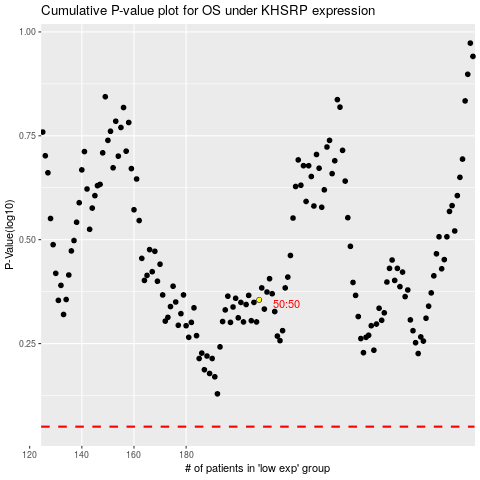 Cumulative P-value plot for OS under KHSRP expression
P-Value(log10)
1.00
0.75
0.50
0.25
50:50
120 140 160 180
# of patients in 'low exp' group